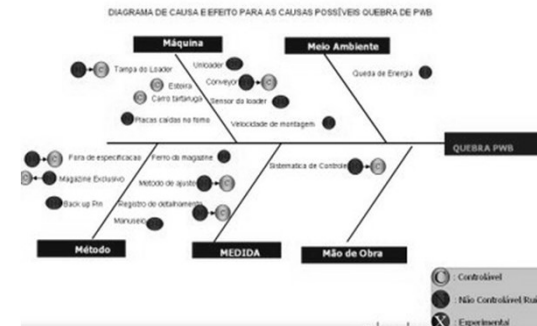 DIAGRAMA DE CAUSA E EFEITO PARA AS CAUSAS POSSÍVEIS QUEBRA DE PWB
Máquina
Meio Ambiente
Tampa do Loader
Esteira
Carro tartaruga
Placas caídas no forno
Unloader
Conveyor
Sensor do loader
Velocidade de montagem
Queda de Energia
QUEBRA PWB
Fora de especificacao
Magazine Exclusivo
Back up Pin
Ferro da magazine
Metodo de ajuste
Registro de detalhamento
Manuseio
Sistematica de Controle
Método
MEDIDA
Mão de Obra
C : Controlável
N : Não Controlável Ruí
X : Experimental